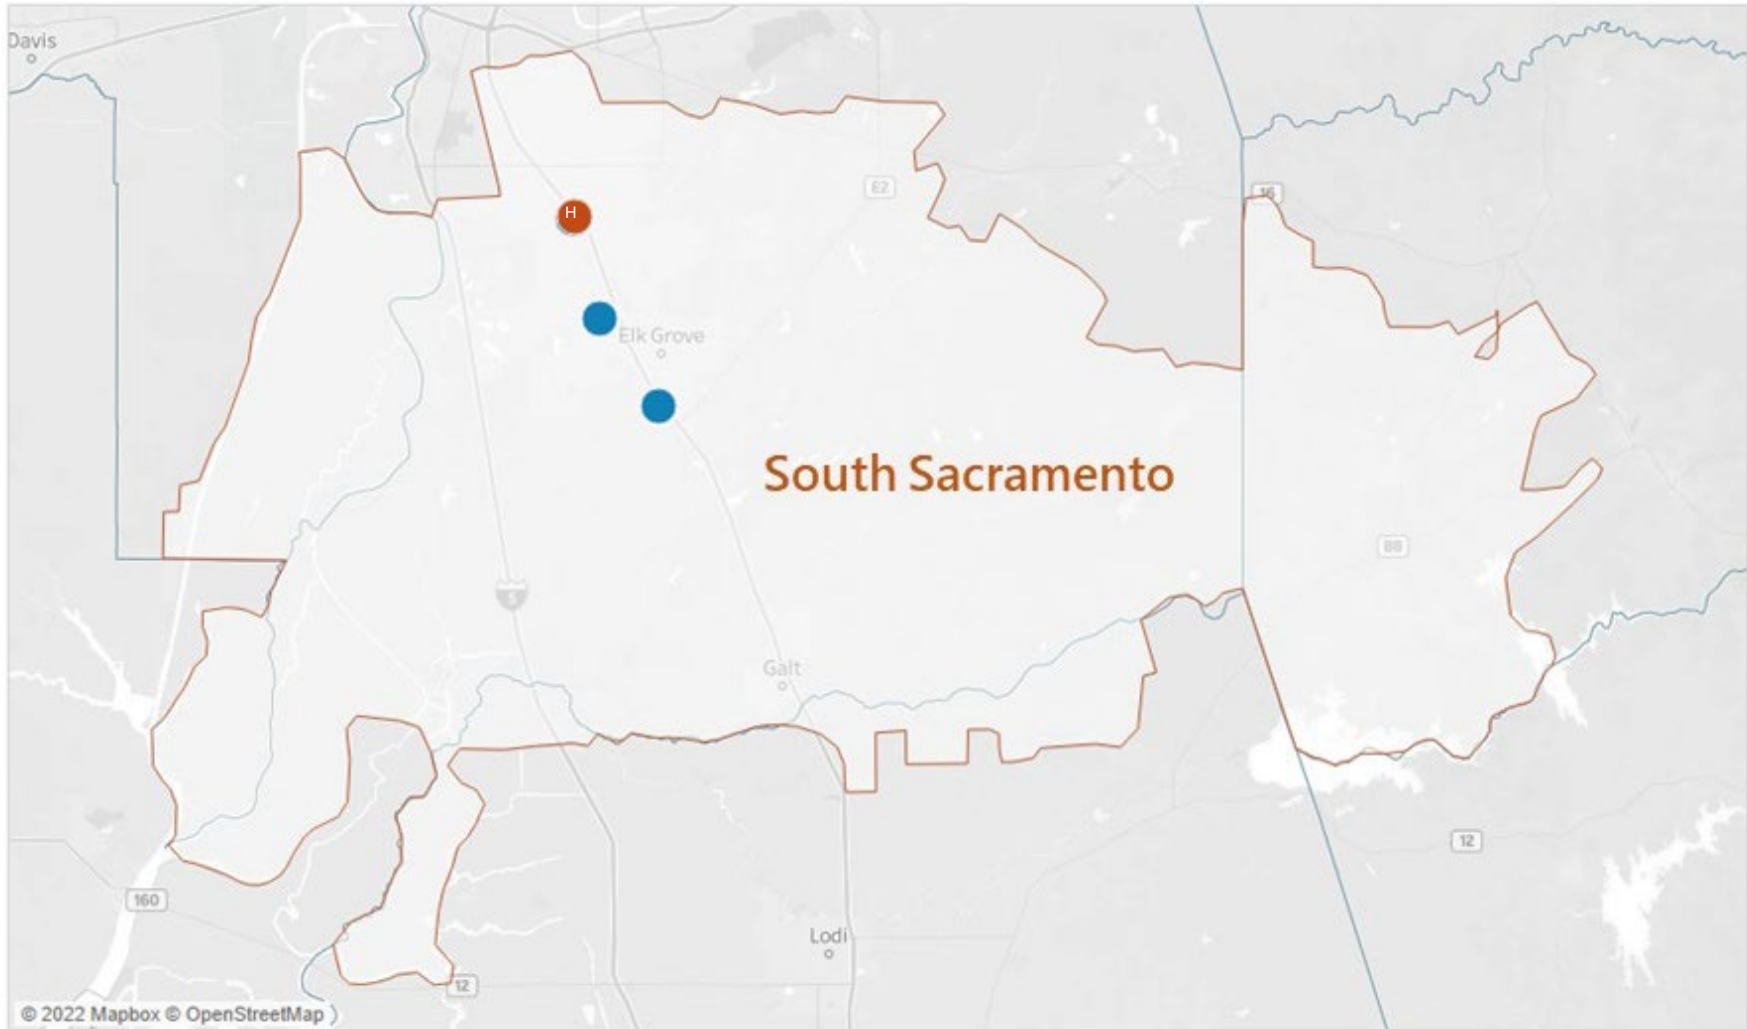 Davis
16
E2
H
Elk Grove
South Sacramento
88
5
Galt
12
160
Lodi
12
© 2022 Mapbox © OpenStreetMap